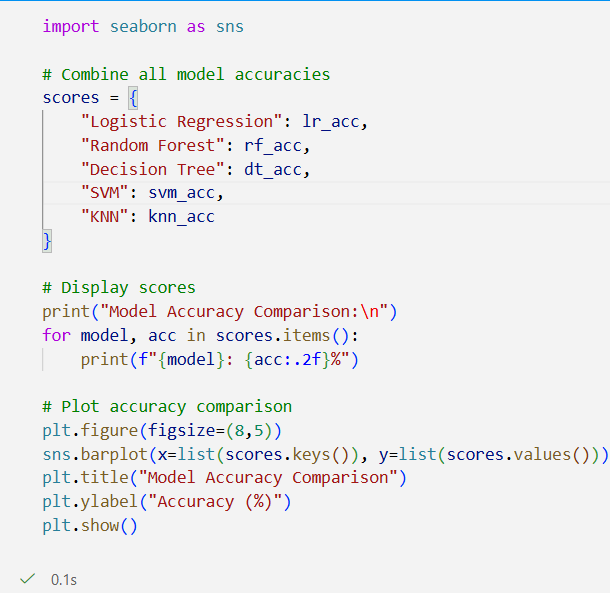 import seaborn as sns

# Combine all model accuracies
scores = {
    "Logistic Regression": lr_acc,
    "Random Forest": rf_acc,
    "Decision Tree": dt_acc,
    "SVM": svm_acc,
    "KNN": knn_acc
}

# Display scores
print("Model Accuracy Comparison:\n")
for model, acc in scores.items():
    print(f"{model}: {acc:.2f}%")

# Plot accuracy comparison
plt.figure(figsize=(8,5))
sns.barplot(x=list(scores.keys()), y=list(scores.values()))
plt.title("Model Accuracy Comparison")
plt.ylabel("Accuracy (%)")
plt.show()

0.1s